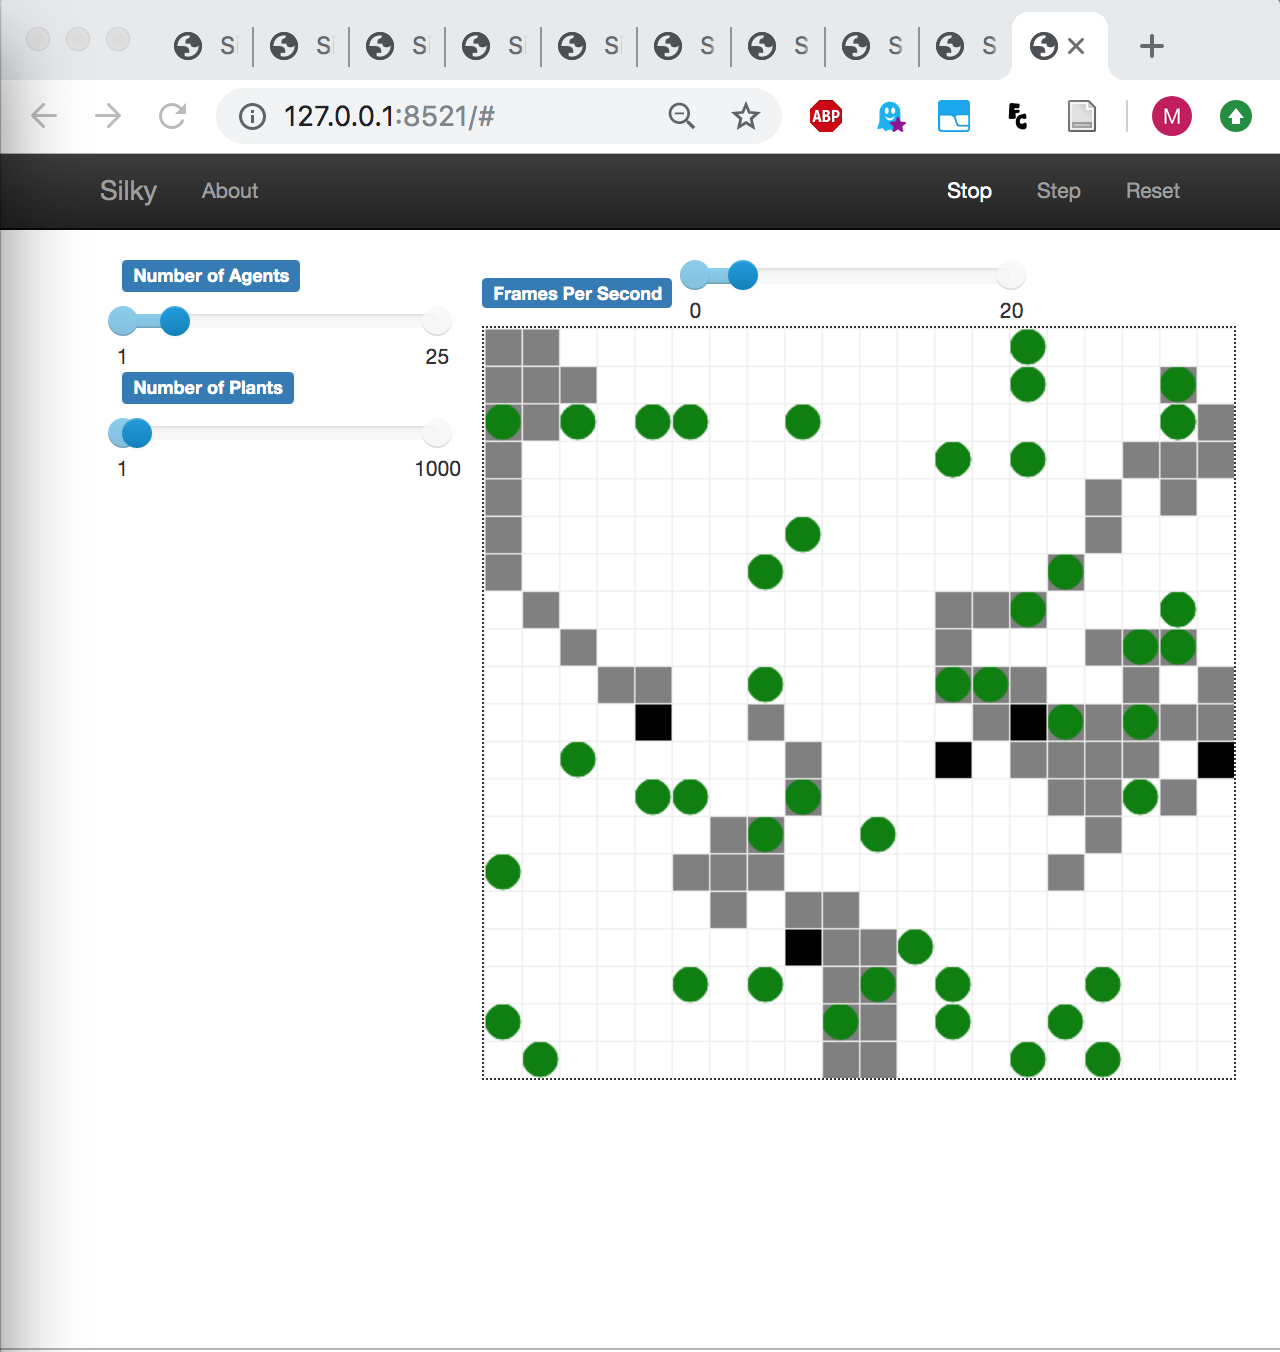 S S S S S S S S S
127.0.0.1:8521/#
ABP
FC
M
Silky About Stop Step Reset
Number of Agents
1 25
Number of Plants
1 1000
Frames Per Second
0 20